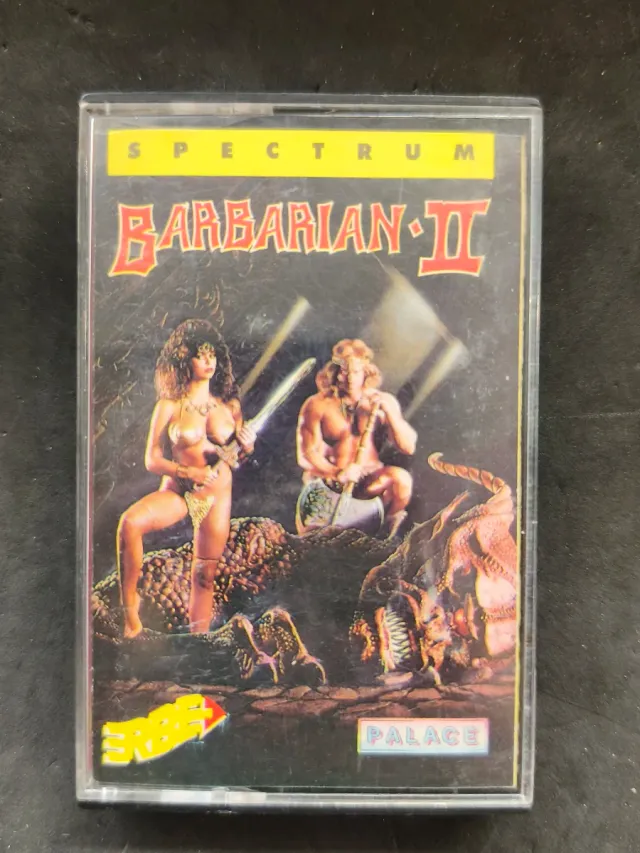 SPECTRUM
BARBARIAN · II
ERBE
PALACE